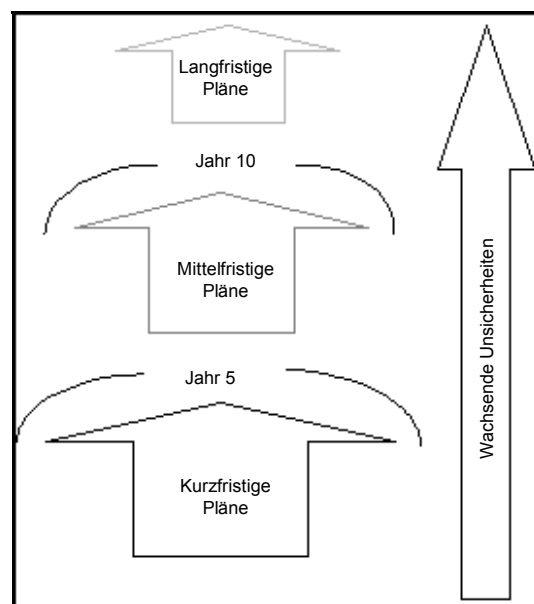 Langfristige
Pläne
Jahr 10
Mittelfristige
Pläne
Jahr 5
Kurzfristige
Pläne
Wachsende Unsicherheiten